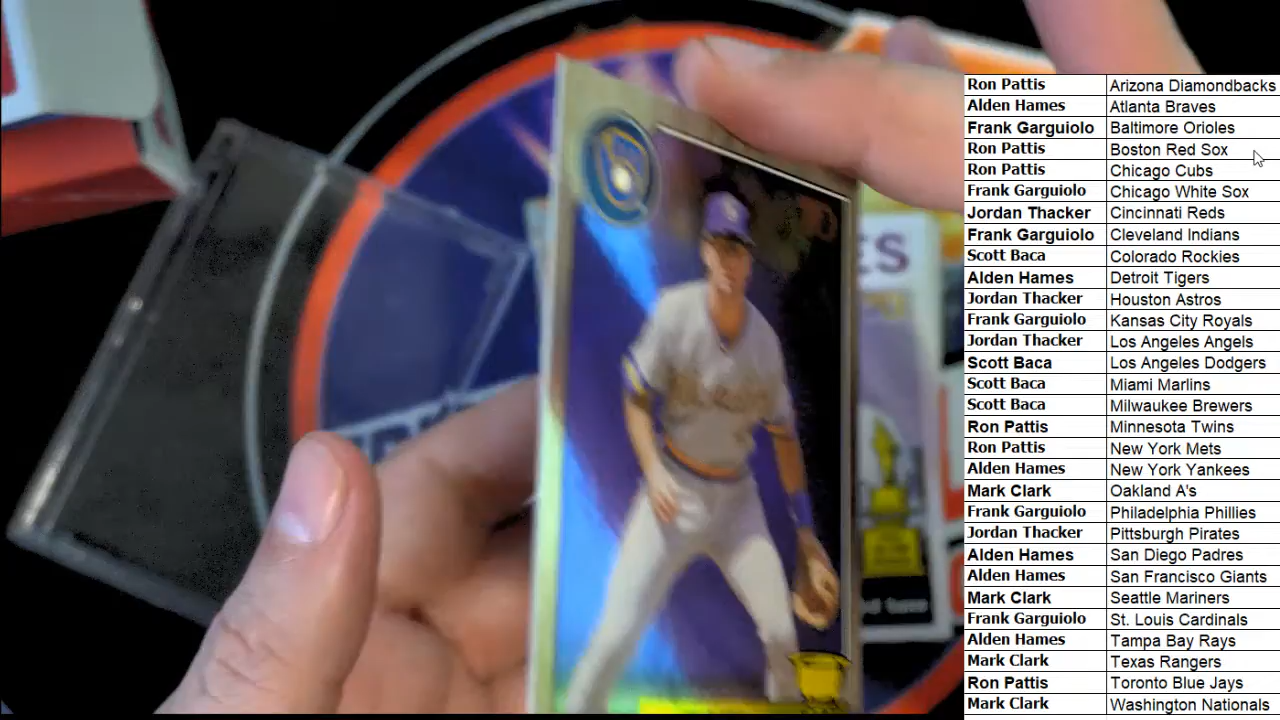 Ron Pattis Arizona Diamondbacks
Alden Hames Atlanta Braves
Frank Garguiolo Baltimore Orioles
Ron Pattis Boston Red Sox
Ron Pattis Chicago Cubs
Frank Garguiolo Chicago White Sox
Jordan Thacker Cincinnati Reds
Frank Garguiolo Cleveland Indians
Scott Baca Colorado Rockies
Alden Hames Detroit Tigers
Jordan Thacker Houston Astros
Frank Garguiolo Kansas City Royals
Jordan Thacker Los Angeles Angels
Scott Baca Los Angeles Dodgers
Scott Baca Miami Marlins
Scott Baca Milwaukee Brewers
Ron Pattis Minnesota Twins
Ron Pattis New York Mets
Alden Hames New York Yankees
Mark Clark Oakland A's
Frank Garguiolo Philadelphia Phillies
Jordan Thacker Pittsburgh Pirates
Alden Hames San Diego Padres
Alden Hames San Francisco Giants
Mark Clark Seattle Mariners
Frank Garguiolo St. Louis Cardinals
Alden Hames Tampa Bay Rays
Mark Clark Texas Rangers
Ron Pattis Toronto Blue Jays
Mark Clark Washington Nationals